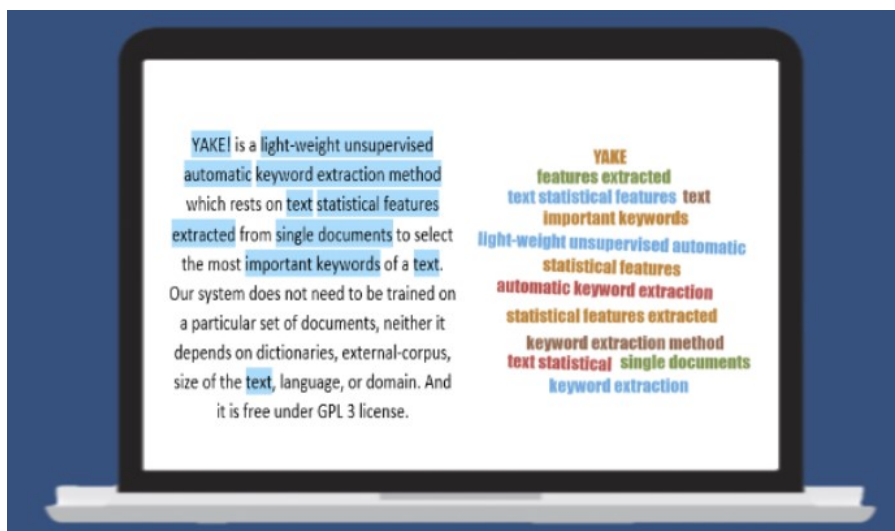 YAKE! is a light-weight unsupervised
automatic keyword extraction method
which rests on text statistical features
extracted from single documents to select
the most important keywords of a text.
Our system does not need to be trained on
a particular set of documents, neither it
depends on dictionaries, external-corpus,
size of the text, language, or domain. And
it is free under GPL 3 license.
YAKE
features extracted
text statistical features text
important keywords
light-weight unsupervised automatic
statistical features
automatic keyword extraction
statistical features extracted
keyword extraction method
text statistical single documents
keyword extraction